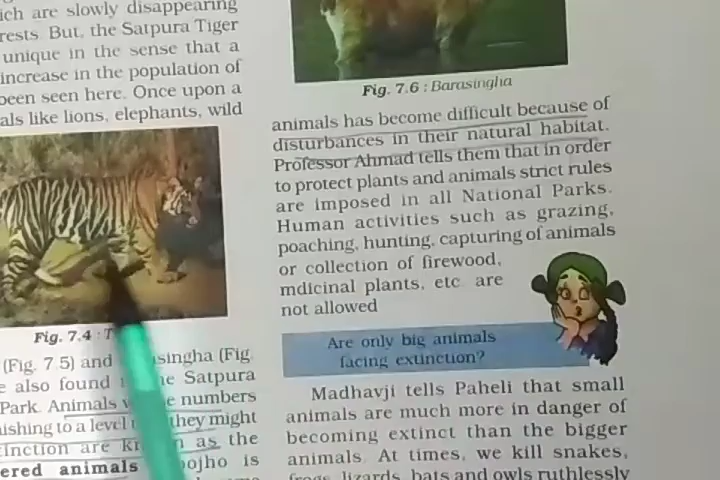 ich are slowly disappearing
rests. But, the Satpura Tiger
unique in the sense that a
increase in the population of
been seen here. Once upon a
als like lions, elephants, wild
Fig. 7.4 : T
(Fig. 7.5) and singha (Fig
e also found he Satpura
Park. Animals numbers
ishing to a level they might
tinction are as the
ered animals ojho is
Fig. 7.6 : Barasingha
animals has become difficult because of
disturbances in their natural habitat.
Professor Ahmad tells them that in order
to protect plants and animals strict rules
are imposed in all National Parks.
Human activities such as grazing,
poaching, hunting, capturing of animals
or collection of firewood,
mdicinal plants, etc. are
not allowed
Are only big animals
facing extinction?
Madhavji tells Paheli that small
animals are much more in danger of
becoming extinct than the bigger
animals. At times, we kill snakes,
frogs, lizards, bats and owls ruthlessly